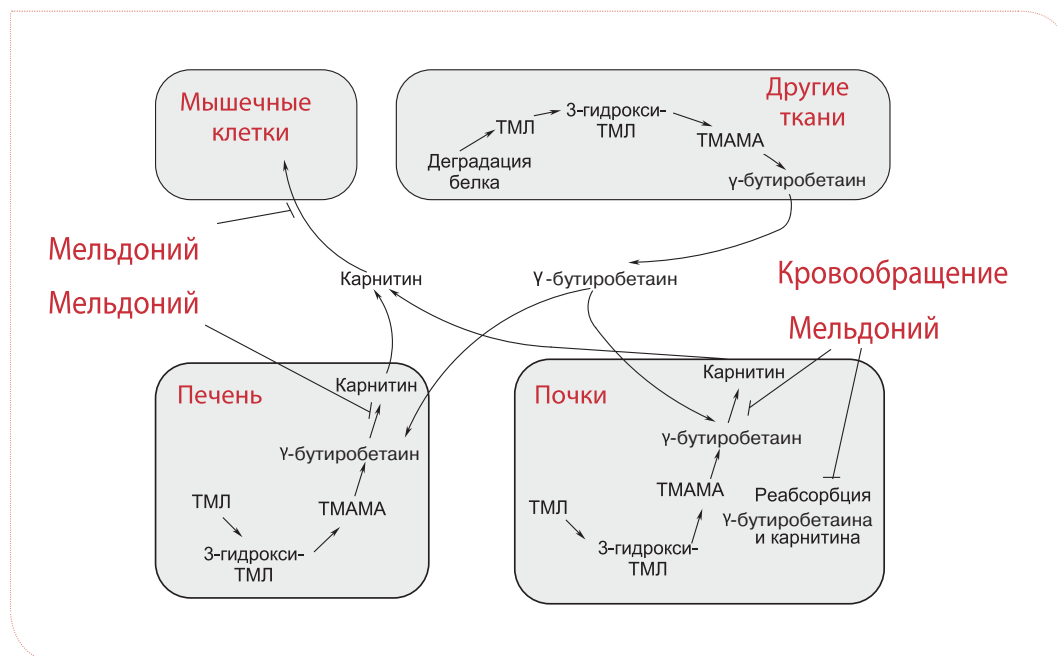 Мышечные
клетки
Другие
ткани
Деградация
белка
ТМЛ
3-гидрокси-
ТМЛ
ТМАМА
γ-бутиробетаин
Мельдоний
Мельдоний
Карнитин
γ-бутиробетаин
Кровообращение
Мельдоний
Печень
Карнитин
γ-бутиробетаин
ТМЛ
ТМАМА
3-гидрокси-
ТМЛ
Почки
Карнитин
γ-бутиробетаин
ТМАМА
ТМЛ
3-гидрокси-
ТМЛ
Реабсорбция
γ-бутиробетаина
и карнитина